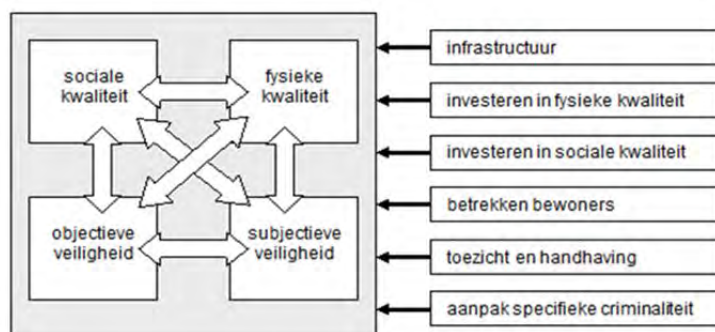 sociale
kwaliteit
fysieke
kwaliteit
objectieve
veiligheid
subjectieve
veiligheid
infrastructuur
investeren in fysieke kwaliteit
investeren in sociale kwaliteit
betrekken bewoners
toezicht en handhaving
aanpak specifieke criminaliteit